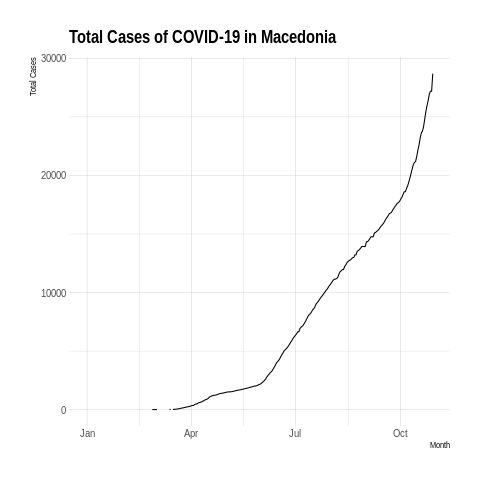 Total Cases of COVID-19 in Macedonia
Total Cases
30000
20000
10000
0
Jan Apr Jul Oct
Month